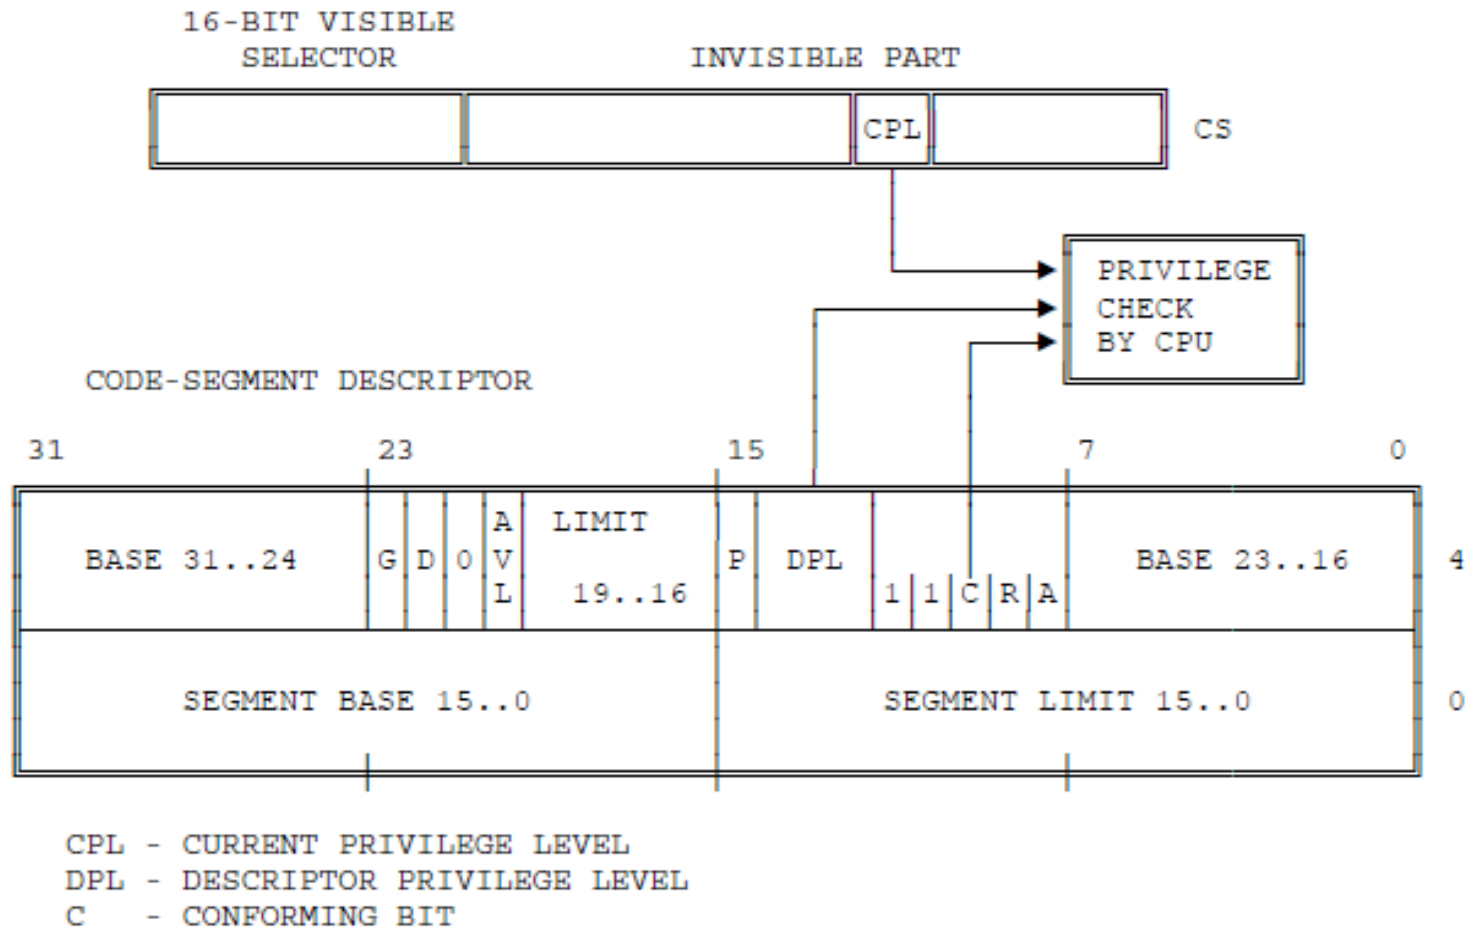 16-BIT VISIBLE
SELECTOR INVISIBLE PART
CPL CS
PRIVILEGE
CHECK
BY CPU
CODE-SEGMENT DESCRIPTOR
31 23 15 7 0
BASE 31..24 G D 0 AVL LIMIT 19..16 P DPL 1 1 C R A BASE 23..16 4
SEGMENT BASE 15..0 SEGMENT LIMIT 15..0 0
CPL - CURRENT PRIVILEGE LEVEL
DPL - DESCRIPTOR PRIVILEGE LEVEL
C - CONFORMING BIT